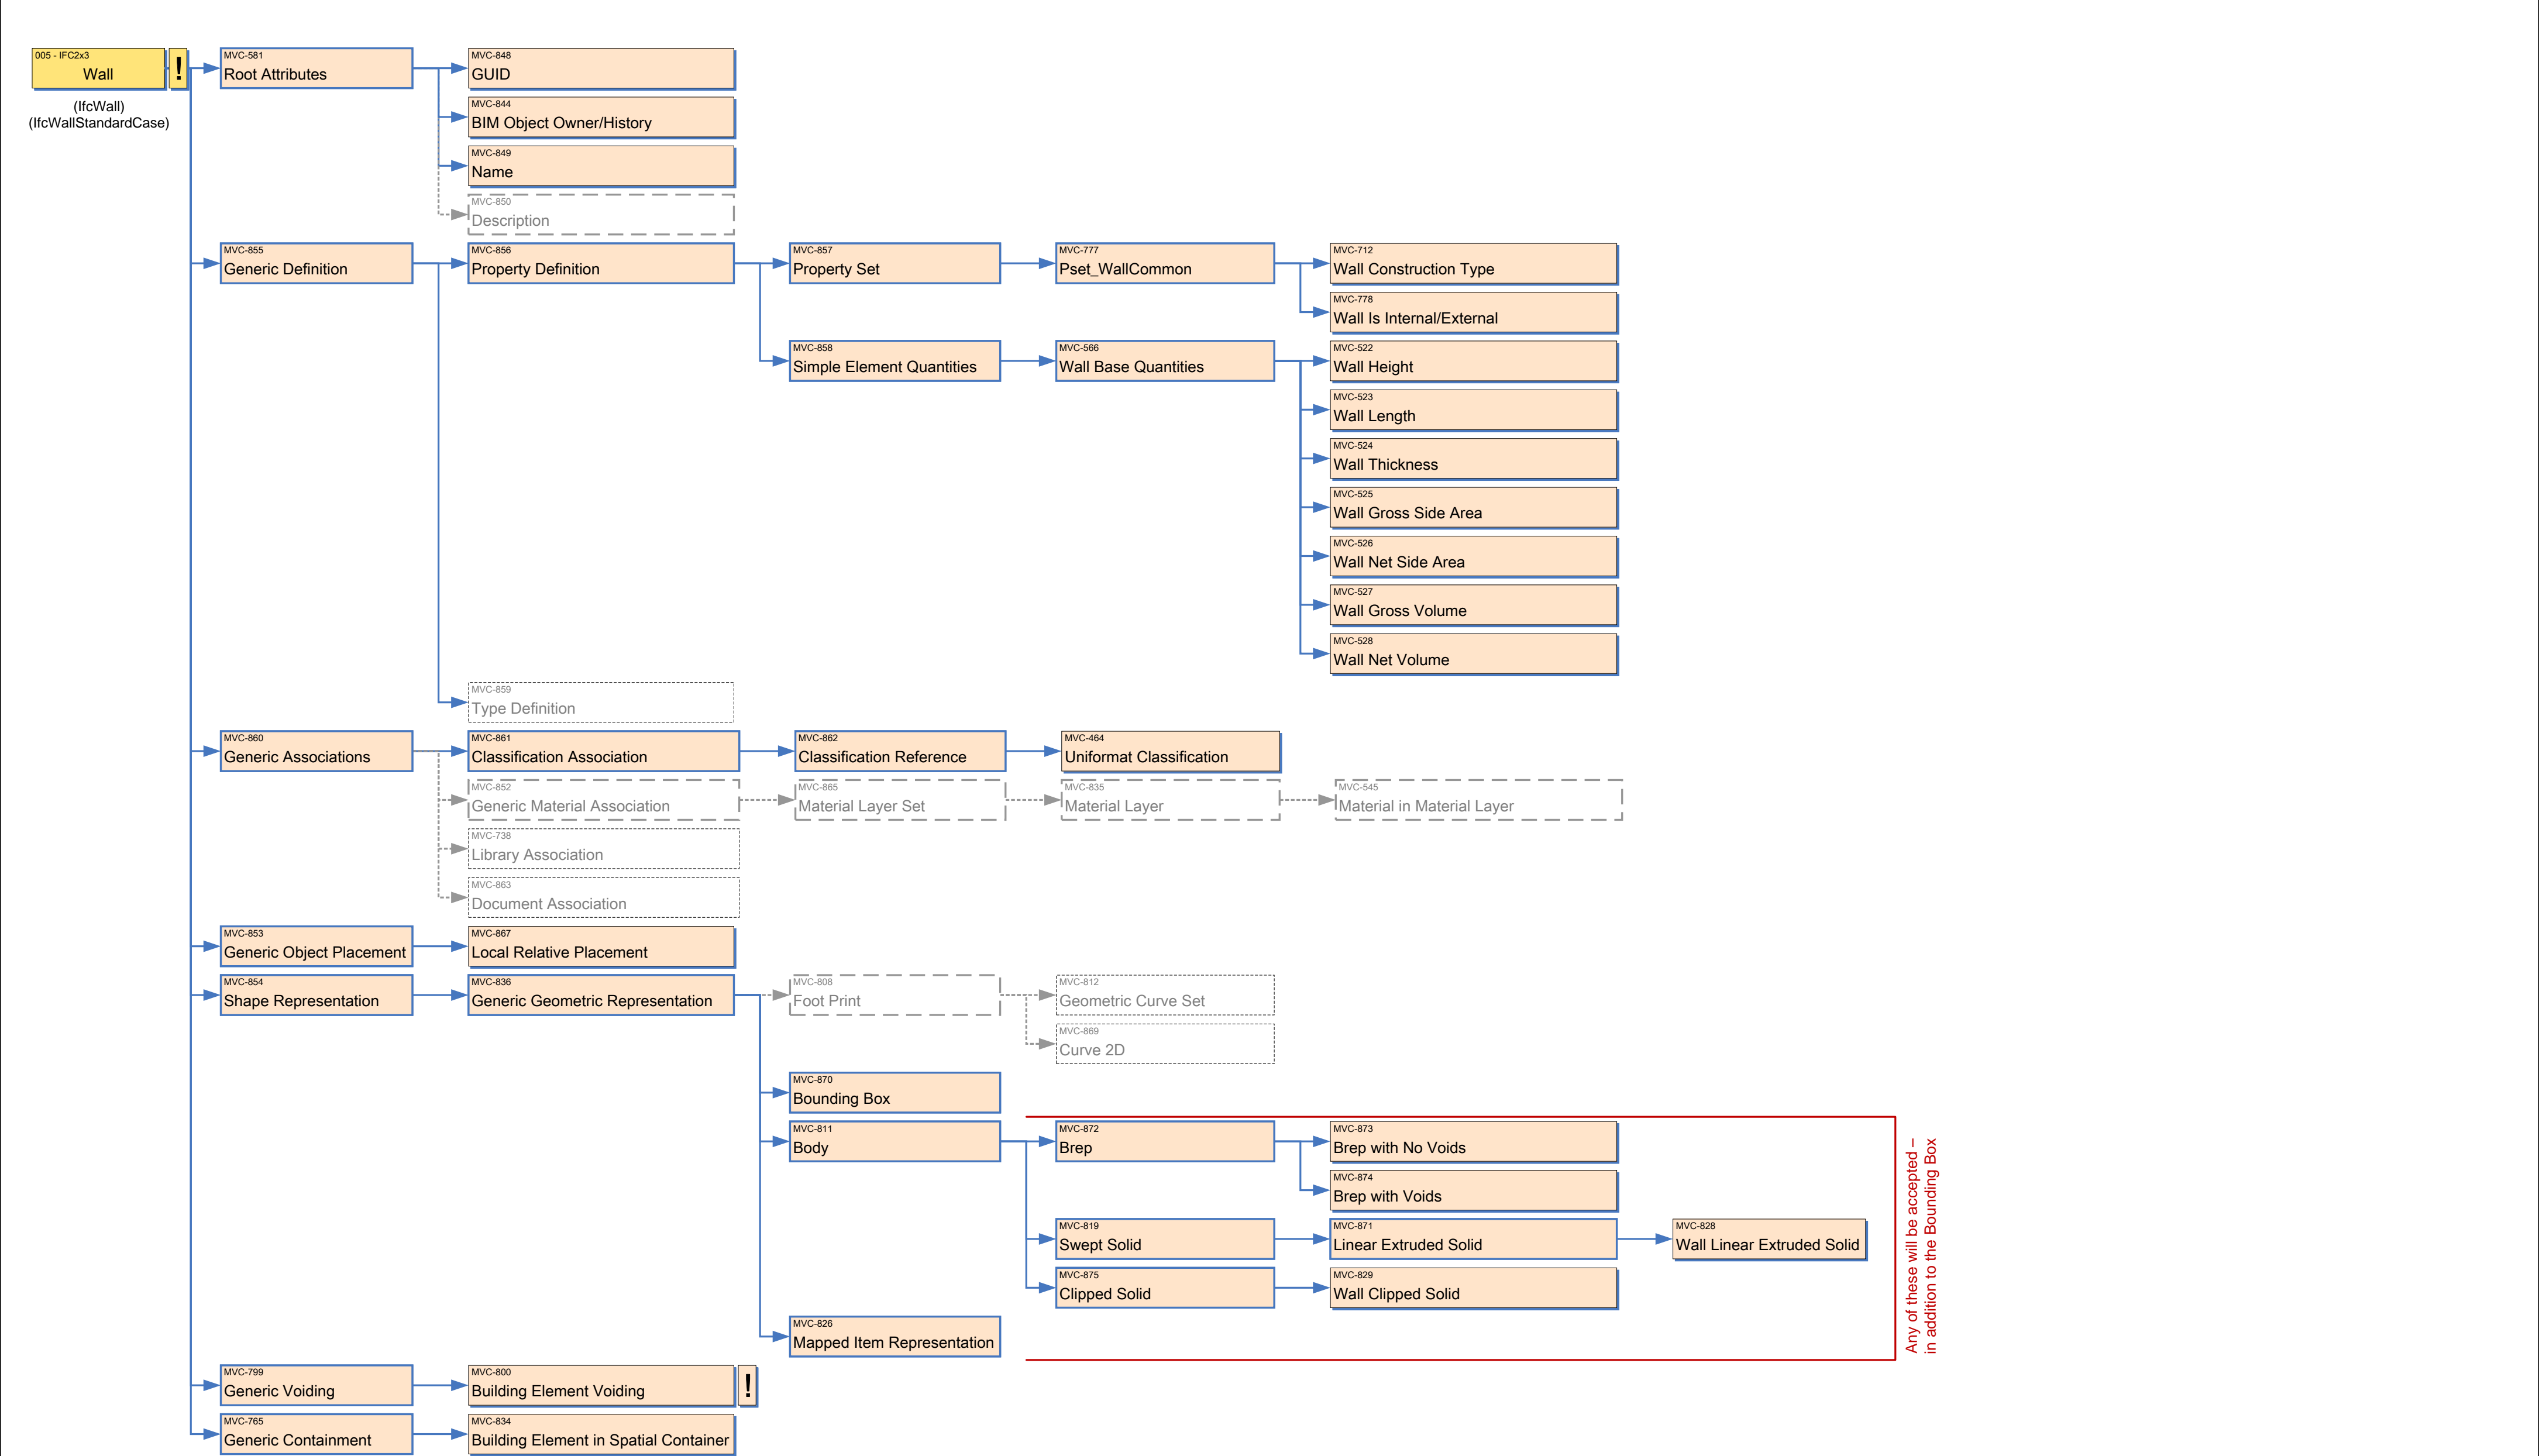 005 - IFC2x3
Wall
!
(IfcWall)
(IfcWallStandardCase)
MVC-581
Root Attributes
MVC-848
GUID
MVC-844
BIM Object Owner/History
MVC-849
Name
MVC-850
Description
MVC-855
Generic Definition
MVC-856
Property Definition
MVC-857
Property Set
MVC-777
Pset_WallCommon
MVC-712
Wall Construction Type
MVC-778
Wall Is Internal/External
MVC-858
Simple Element Quantities
MVC-566
Wall Base Quantities
MVC-522
Wall Height
MVC-523
Wall Length
MVC-524
Wall Thickness
MVC-525
Wall Gross Side Area
MVC-526
Wall Net Side Area
MVC-527
Wall Gross Volume
MVC-528
Wall Net Volume
MVC-859
Type Definition
MVC-860
Generic Associations
MVC-861
Classification Association
MVC-862
Classification Reference
MVC-464
Uniformat Classification
MVC-852
Generic Material Association
MVC-865
Material Layer Set
MVC-835
Material Layer
MVC-545
Material in Material Layer
MVC-738
Library Association
MVC-863
Document Association
MVC-853
Generic Object Placement
MVC-867
Local Relative Placement
MVC-854
Shape Representation
MVC-836
Generic Geometric Representation
MVC-808
Foot Print
MVC-812
Geometric Curve Set
MVC-869
Curve 2D
MVC-870
Bounding Box
MVC-811
Body
MVC-872
Brep
MVC-873
Brep with No Voids
MVC-874
Brep with Voids
MVC-819
Swept Solid
MVC-871
Linear Extruded Solid
MVC-828
Wall Linear Extruded Solid
MVC-875
Clipped Solid
MVC-829
Wall Clipped Solid
MVC-826
Mapped Item Representation
Any of these will be accepted –
in addition to the Bounding Box
MVC-799
Generic Voiding
MVC-800
Building Element Voiding
!
MVC-765
Generic Containment
MVC-834
Building Element in Spatial Container